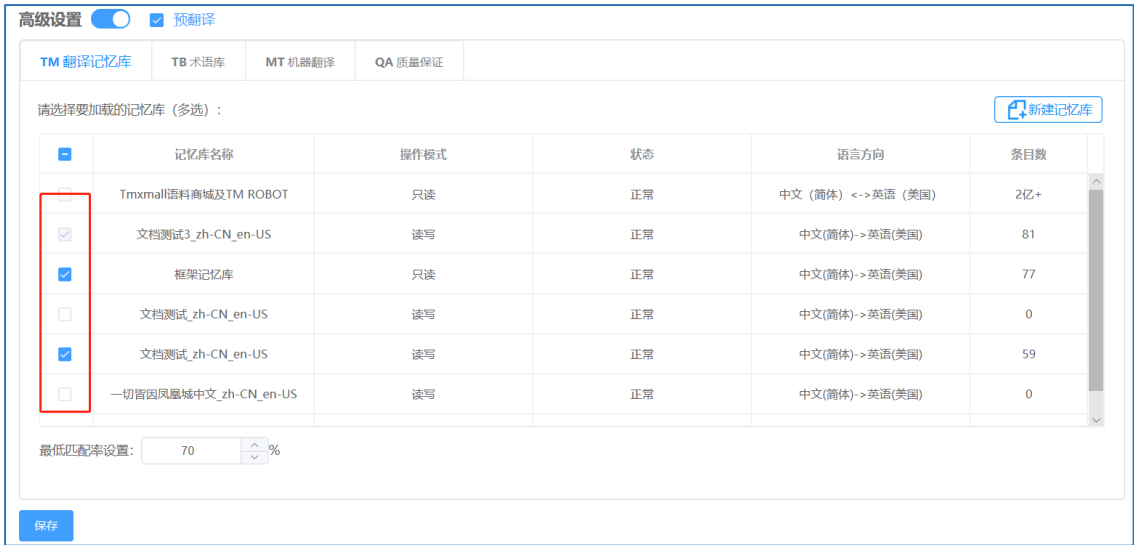 高级设置 预翻译
TM 翻译记忆库 TB 术语库 MT 机器翻译 QA 质量保证
请选择要加载的记忆库（多选）： 新建记忆库
记忆库名称 操作模式 状态 语言方向 条目数
Tmxmall语料商城及TM ROBOT 只读 正常 中文（简体）<->英语（美国） 2亿+
文档测试3_zh-CN_en-US 读写 正常 中文(简体)->英语(美国) 81
框架记忆库 只读 正常 中文(简体)->英语(美国) 77
文档测试_zh-CN_en-US 读写 正常 中文(简体)->英语(美国) 0
文档测试_zh-CN_en-US 读写 正常 中文(简体)->英语(美国) 59
一切皆因凤凰城中文_zh-CN_en-US 读写 正常 中文(简体)->英语(美国) 0
最低匹配率设置： 70 %
保存